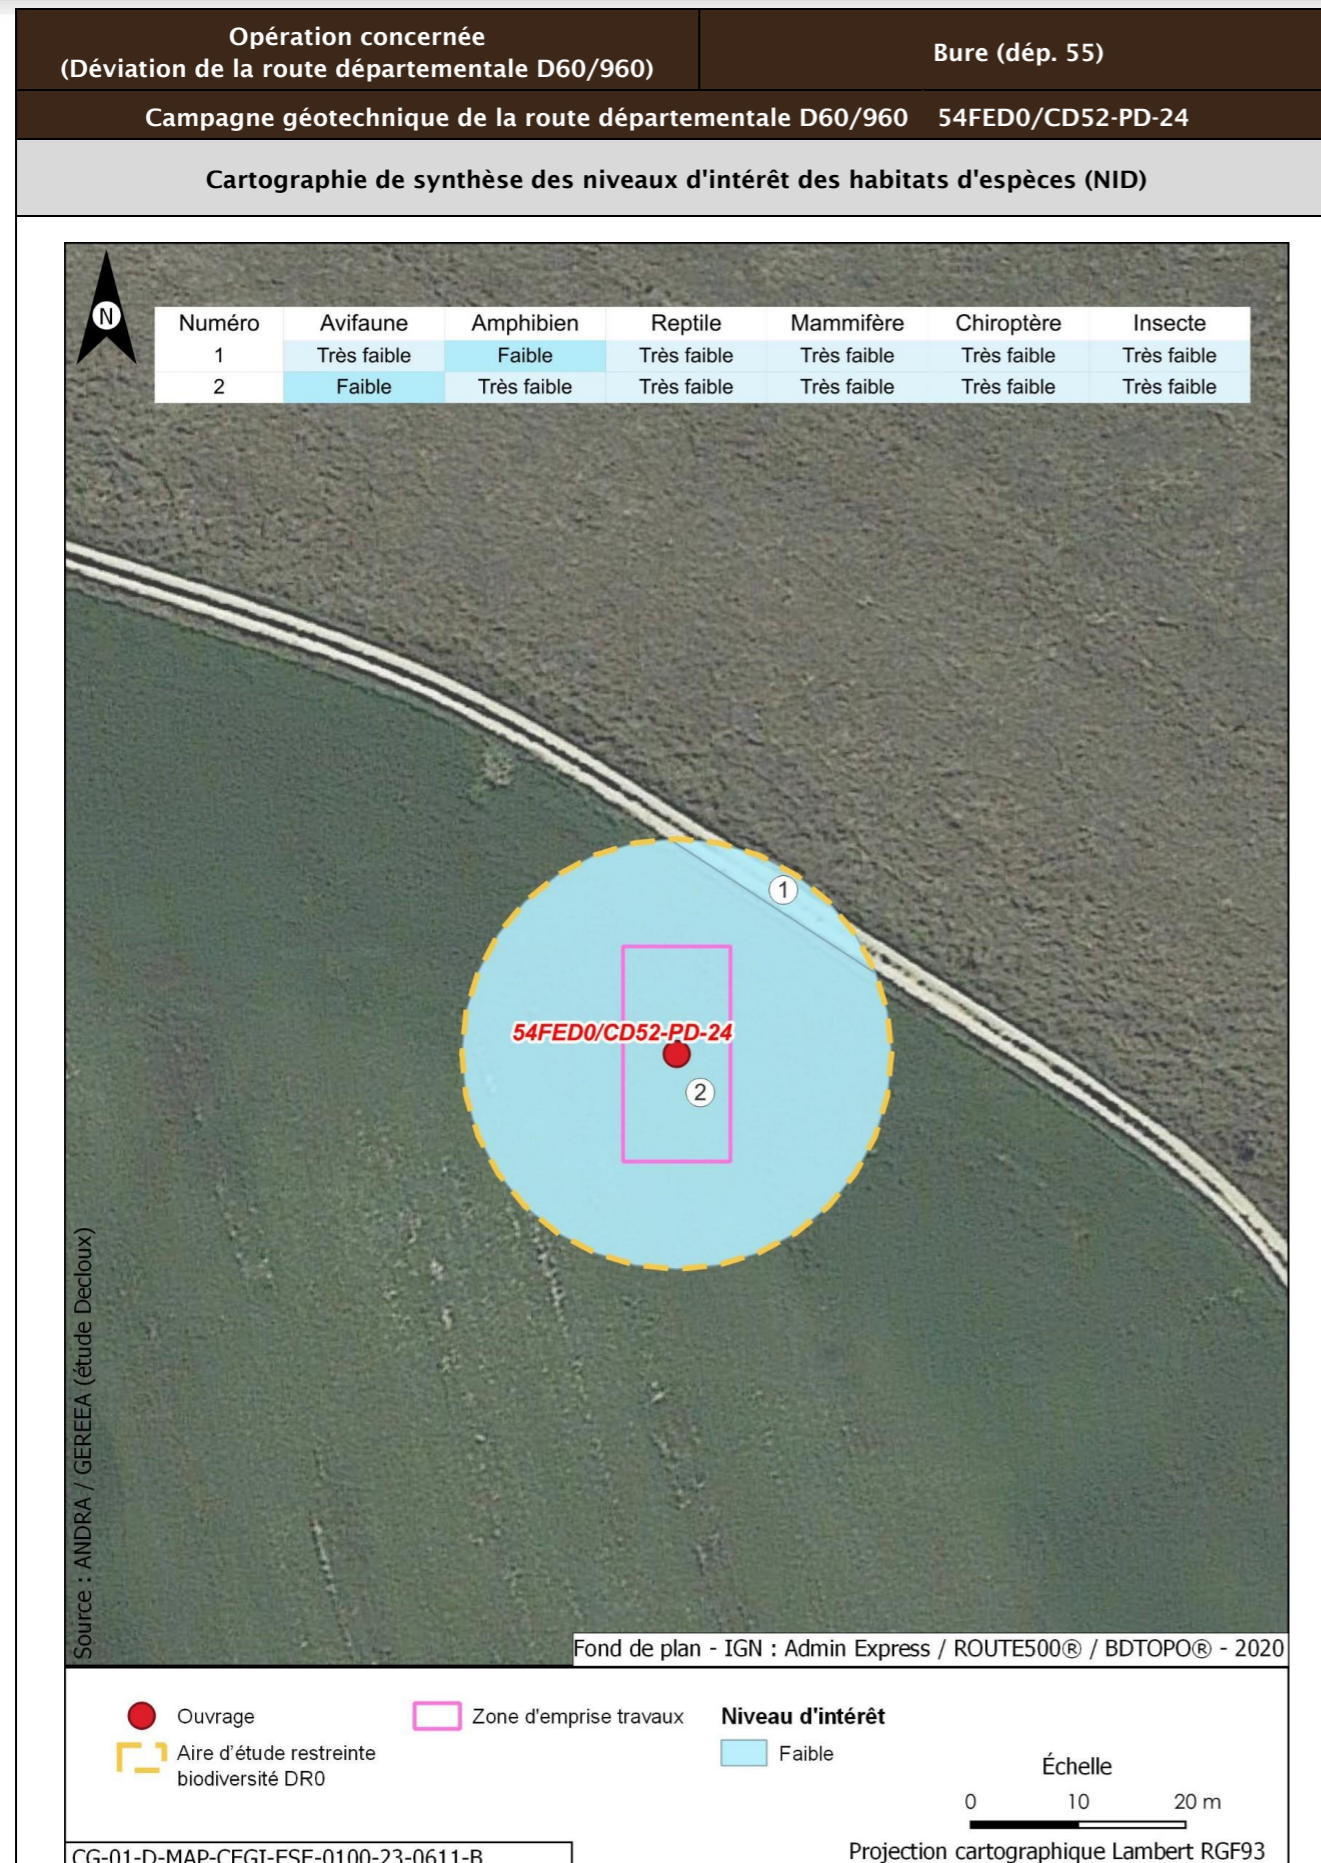 Opération concernée
(Déviation de la route départementale D60/960)
Bure (dép. 55)
Campagne géotechnique de la route départementale D60/960 54FED0/CD52-PD-24
Cartographie de synthèse des niveaux d'intérêt des habitats d'espèces (NID)
N
Numéro Avifaune Amphibien Reptile Mammifère Chiroptère Insecte
1 Très faible Faible Très faible Très faible Très faible Très faible
2 Faible Très faible Très faible Très faible Très faible Très faible
1
54FED0/CD52-PD-24
2
Source : ANDRA / GEREEA (étude Decloux)
Fond de plan - IGN : Admin Express / ROUTE500® / BDTOPO® - 2020
Ouvrage
Aire d'étude restreinte
biodiversité DR0
Zone d'emprise travaux
Niveau d'intérêt
Faible
Échelle
0 10 20 m
Projection cartographique Lambert RGF93
CG-01-D-MAP-CEGI-ESE-0100-23-0611-B